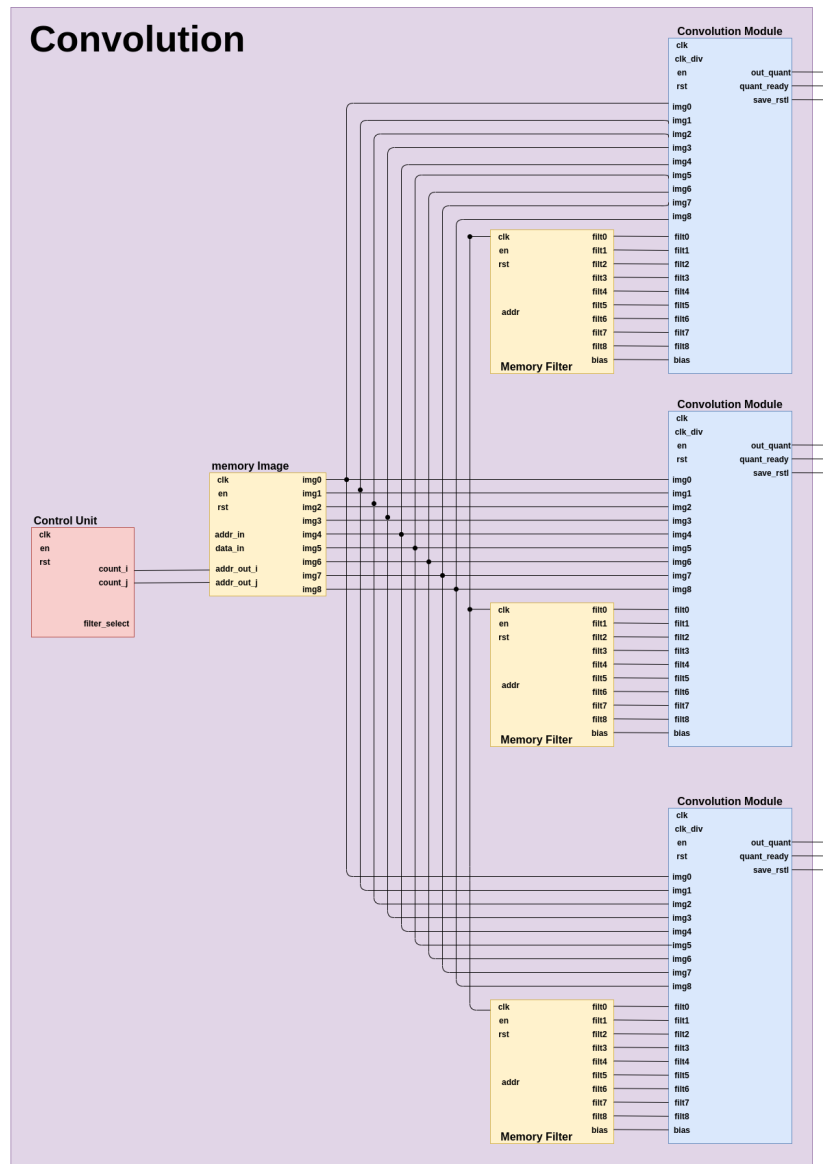 Convolution
Convolution Module
clk
clk_div
en out_quant
rst quant_ready
save_rstl
img0
img1
img2
img3
img4
img5
img6
img7
img8
clk filt0 filt0
en filt1 filt1
rst filt2 filt2
filt3 filt3
filt4 filt4
addr filt5 filt5
filt6 filt6
filt7 filt7
filt8 filt8
Memory Filter bias bias
Convolution Module
clk
clk_div
en out_quant
rst quant_ready
save_rstl
memory Image
clk img0 img0
en img1 img1
rst img2 img2
img3 img3
addr_in img4 img4
data_in img5 img5
addr_out_i img6 img6
addr_out_j img7 img7
img8 img8
Control Unit
clk
en
rst
count_i
count_j
filter_select
clk filt0 filt0
en filt1 filt1
rst filt2 filt2
filt3 filt3
filt4 filt4
addr filt5 filt5
filt6 filt6
filt7 filt7
filt8 filt8
Memory Filter bias bias
Convolution Module
clk
clk_div
en out_quant
rst quant_ready
save_rstl
img0
img1
img2
img3
img4
img5
img6
img7
img8
clk filt0 filt0
en filt1 filt1
rst filt2 filt2
filt3 filt3
filt4 filt4
addr filt5 filt5
filt6 filt6
filt7 filt7
filt8 filt8
Memory Filter bias bias